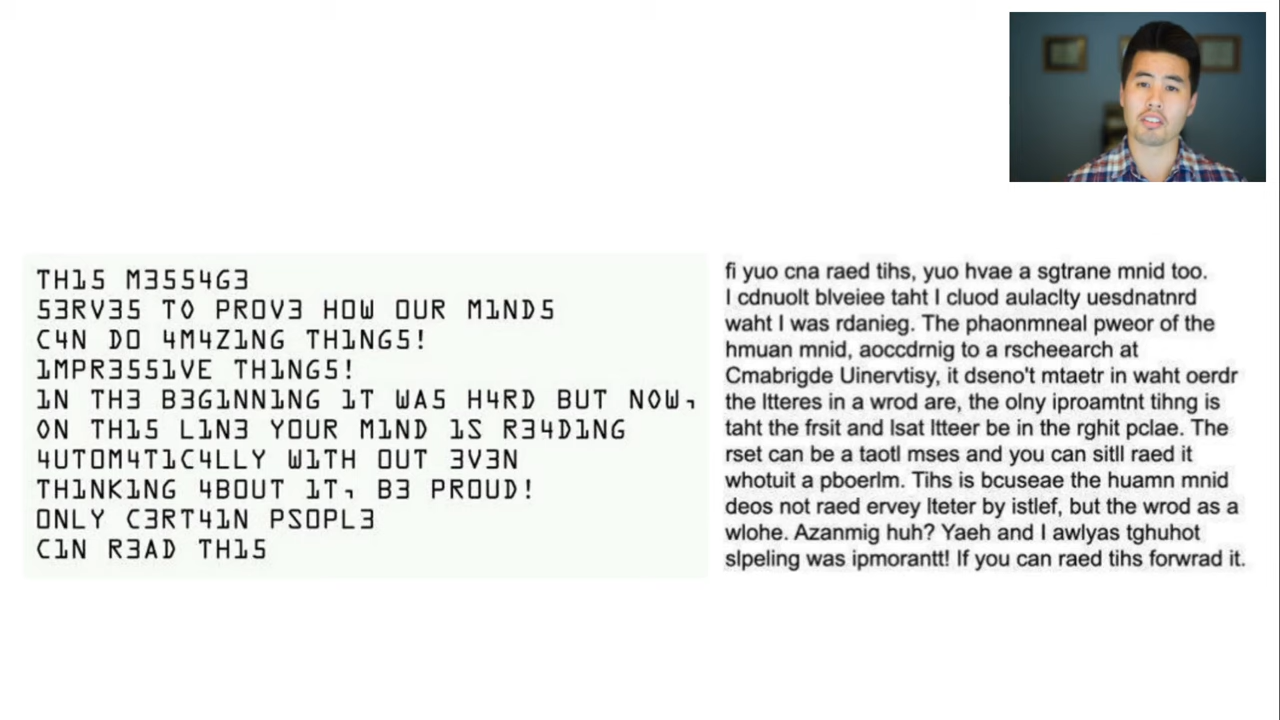 TH15 M3554G3
53RV35 TO PROV3 HOW OUR M1ND5
C4N DO 4M4Z1NG TH1NG5!
1MPR3551VE TH1NG5!
1N TH3 B3G1NN1NG 1T WA5 H4RD BUT NOW,
ON TH15 L1N3 YOUR M1ND 1S R34D1NG
4UTOM4T1C4LLY W1TH OUT 3V3N
TH1NK1NG 4BOUT 1T, B3 PROUD!
ONLY C3RT41N PSOPL3
C1N R3AD TH15
fi yuo cna raed tihs, yuo hvae a sgtrane mnid too.
I cdnuolt blveiee taht I cluod aulaclty uesdnatnrd
waht I was rdanieg. The phaonmneal pweor of the
hmuan mnid, aoccdrnig to a rscheearch at
Cmabrigde Uinervtisy, it dseno't mtaetr in waht oerdr
the ltteres in a wrod are, the olny iproamtnt tihng is
taht the frsit and lsat ltteer be in the rghit pclae. The
rset can be a taotl mses and you can sitll raed it
whotuit a pboerlm. Tihs is bcuseae the huamn mnid
deos not raed ervey lteter by istlef, but the wrod as a
wlohe. Azanmig huh? Yaeh and I awlyas tghuhot
slpeling was ipmorantt! If you can raed tihs forwrad it.